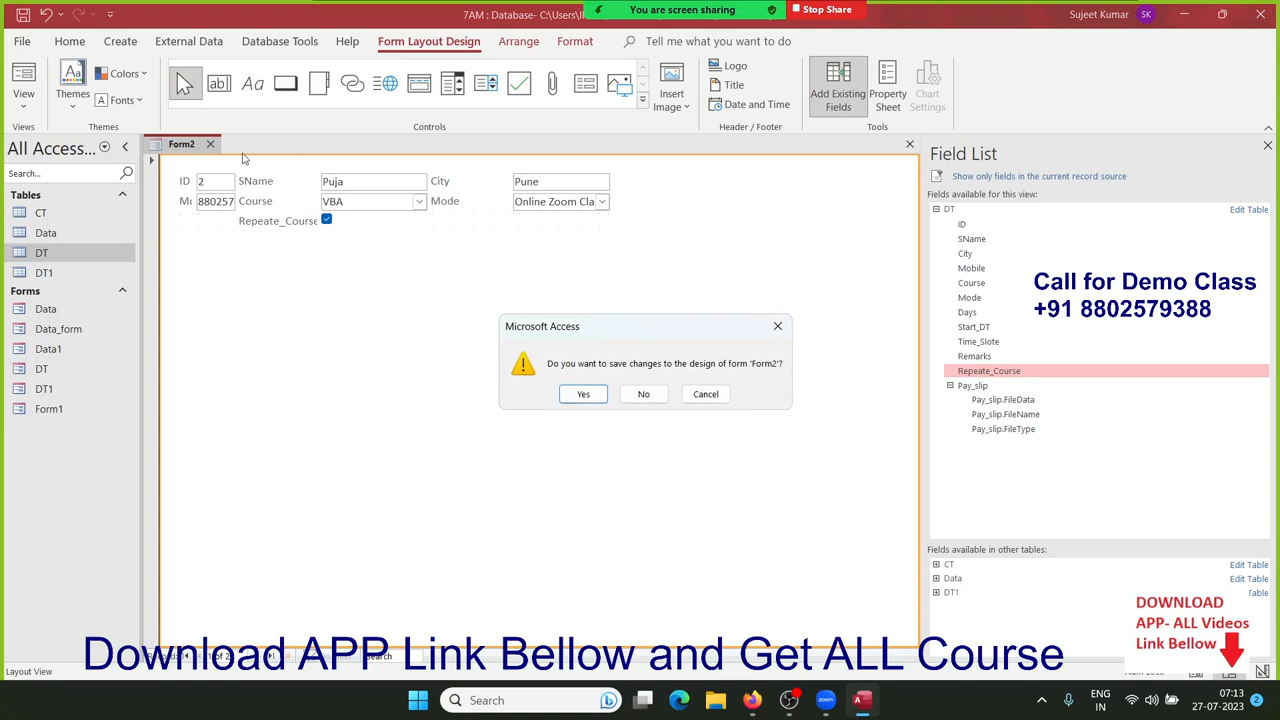 7AM : Database- C:\Users\
You are screen sharing
Stop Share
Sujeet Kumar
SK
File
Home
Create
External Data
Database Tools
Help
Form Layout Design
Arrange
Format
Tell me what you want to do
View
Themes
Colors
Fonts
Aa
ab
Insert
Image
Logo
Title
Date and Time
Add Existing
Fields
Property
Sheet
Chart
Settings
Views
Themes
Controls
Header / Footer
Tools
All Access...
Search...
Tables
CT
Data
DT
DT1
Forms
Data
Data_form
Data1
DT
DT1
Form1
Form2
ID 2 SName Puja City Pune
Mo 880257 Course VBA Mode Online Zoom Cla
Repeate_Course
Microsoft Access
Do you want to save changes to the design of form 'Form2'?
Yes
No
Cancel
Field List
Show only fields in the current record source
Fields available for this view:
DT
Edit Table
ID
SName
City
Mobile
Course
Mode
Days
Start_DT
Time_Slote
Remarks
Repeate_Course
Pay_slip
Pay_slip.FileData
Pay_slip.FileName
Pay_slip.FileType
Call for Demo Class
+91 8802579388
Fields available in other tables:
CT Edit Table
Data Edit Table
DT1 Table
DOWNLOAD
APP- ALL Videos
Link Bellow
Download APP Link Bellow and Get ALL Course
Search
Layout View
Search
zoom
ENG
IN
07:13
27-07-2023
2